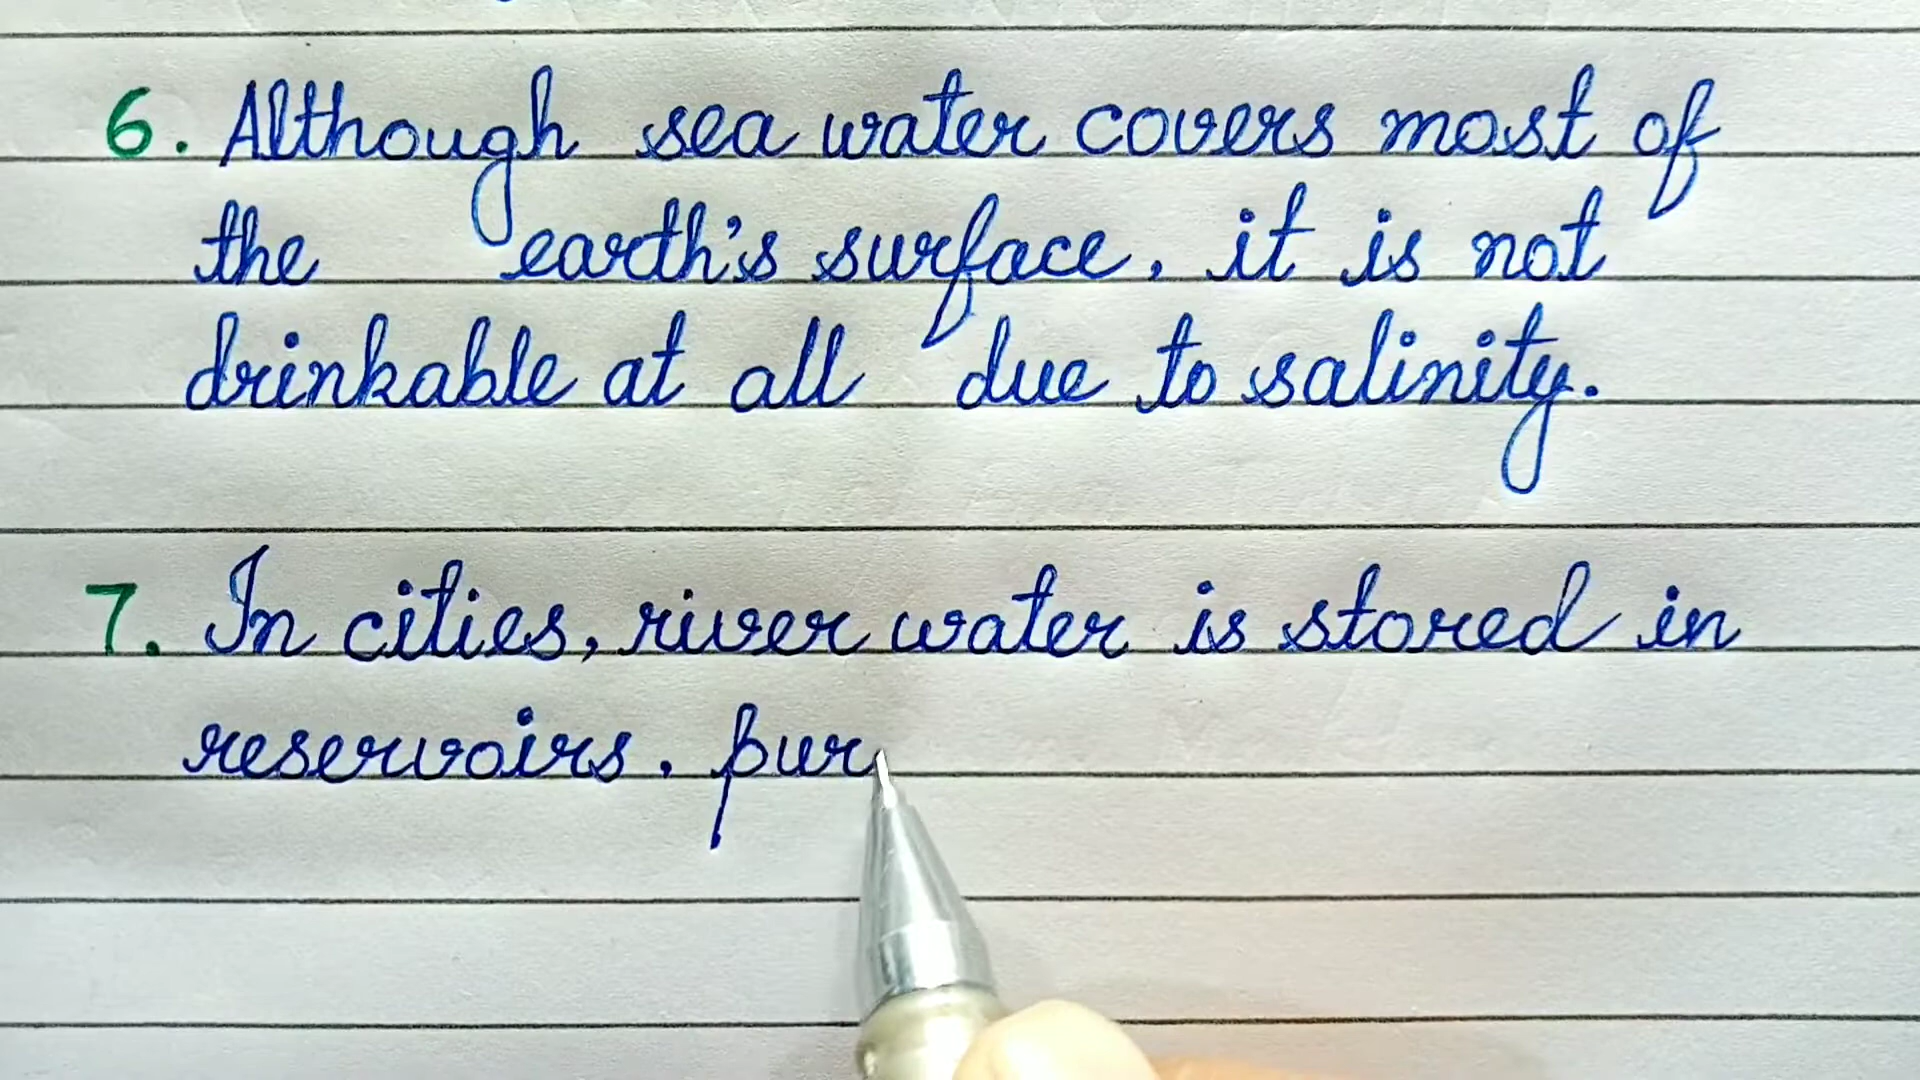 6. Although sea water covers most of
the earth's surface, it is not
drinkable at all due to salinity.
7. In cities, river water is stored in
reservoirs, pur